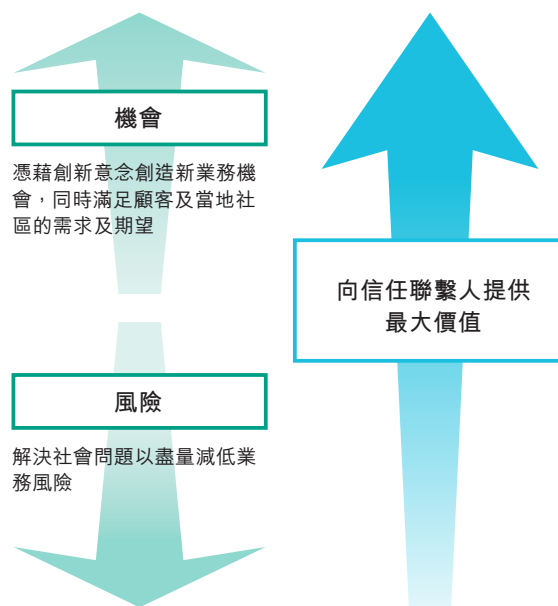 機會
憑藉創新意念創造新業務機
會，同時滿足顧客及當地社
區的需求及期望
向信任聯繫人提供
最大價值
風險
解決社會問題以盡量減低業
務風險